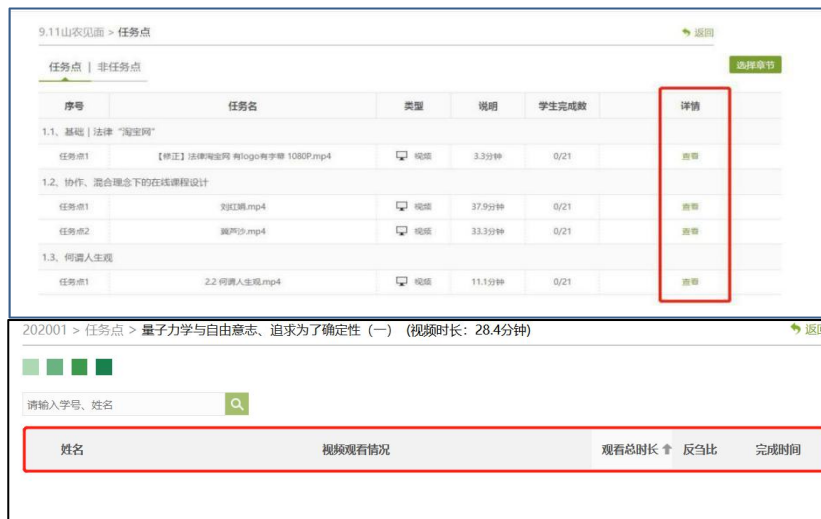 9.11山农见面 > 任务点 返回
任务点 | 非任务点 选择章节
序号 任务名 类型 说明 学生完成数 详情
1.1、基础 | 法律“淘宝网”
任务点1 【修正】法律淘宝网 有logo有字幕 1080P.mp4 视频 3.3分钟 0/21 查看
1.2、协作、混合理念下的在线课程设计
任务点1 刘红娟.mp4 视频 37.9分钟 0/21 查看
任务点2 .mp4 视频 33.3分钟 0/21 查看
1.3、何谓人生观
任务点1 2.2 何谓人生观.mp4 视频 11.1分钟 0/21 查看
202001 > 任务点 > 量子力学与自由意志、追求为了确定性（一） (视频时长：28.4分钟) 返回
请输入学号、姓名
姓名 视频观看情况 观看总时长 反刍比 完成时间